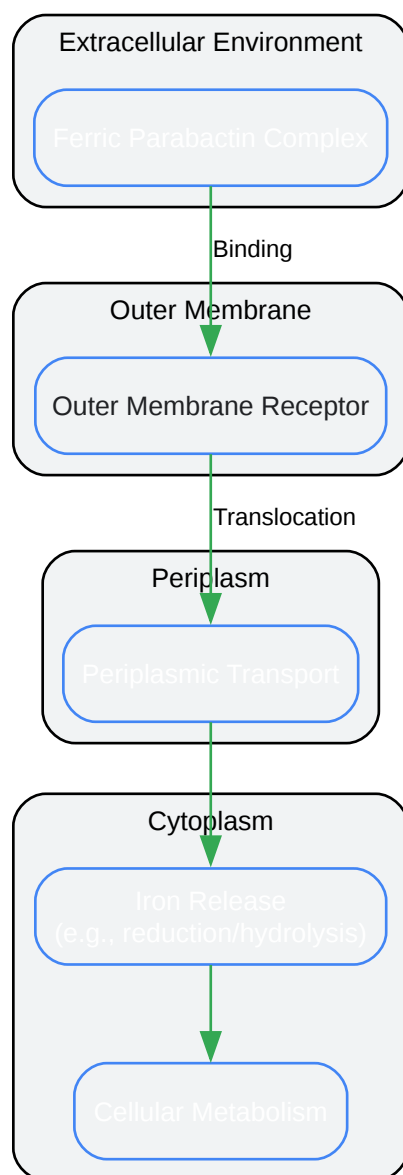 Extracellular Environment
Ferric Parabactin Complex
Binding
Outer Membrane
Outer Membrane Receptor
Translocation
Periplasm
Periplasmic Transport
Cytoplasm
Iron Release
(e.g., reduction/hydrolysis)
Cellular Metabolism